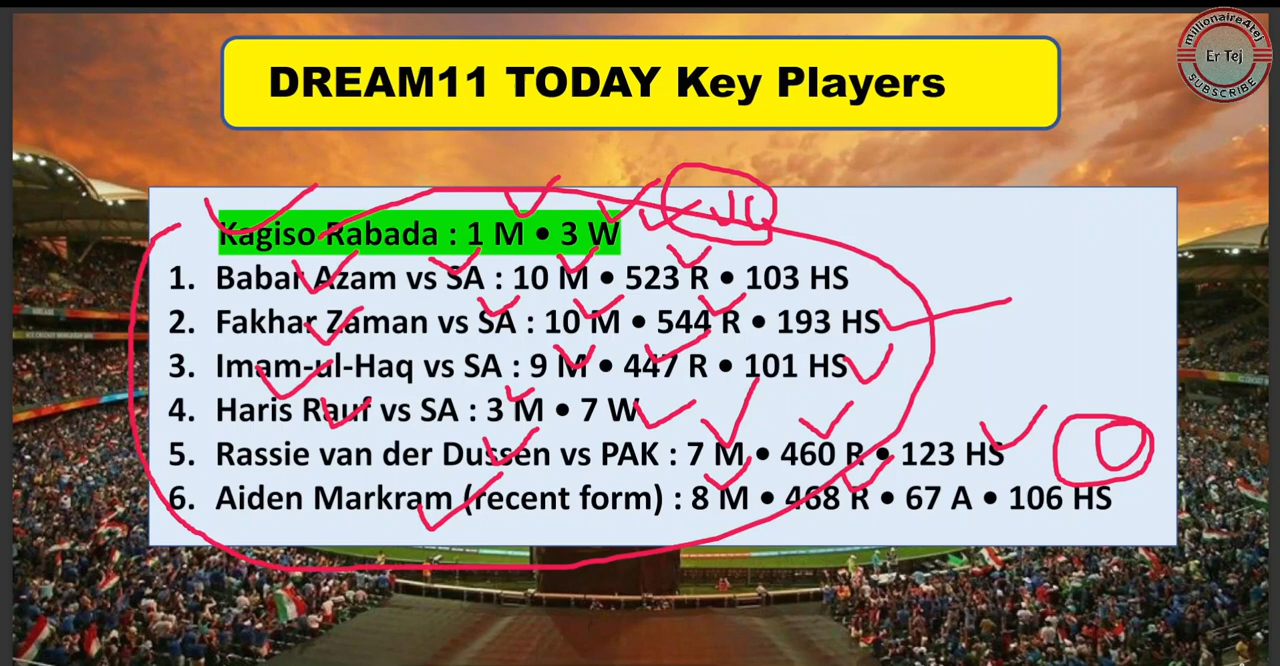 DREAM11 TODAY Key Players
millionaire4tej
Er Tej
SUBSCRIBE
Kagiso Rabada : 1 M • 3 W
1. Babar Azam vs SA : 10 M • 523 R • 103 HS
2. Fakhar Zaman vs SA : 10 M • 544 R • 193 HS
3. Imam-ul-Haq vs SA : 9 M • 447 R • 101 HS
4. Haris Rauf vs SA : 3 M • 7 W
5. Rassie van der Dussen vs PAK : 7 M • 460 R • 123 HS
6. Aiden Markram (recent form) : 8 M • 468 R • 67 A • 106 HS